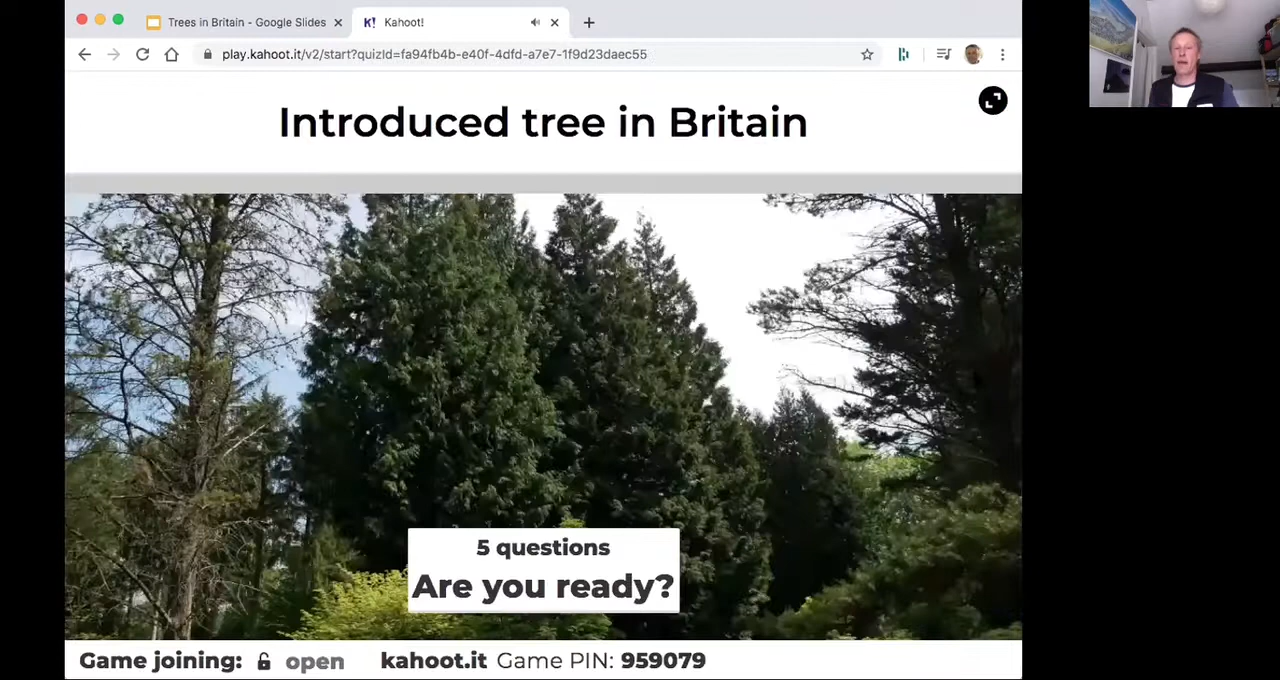 Trees in Britain - Google Slides
K! Kahoot!
play.kahoot.it/v2/start?quizId=fa94fb4b-e40f-4dfd-a7e7-1f9d23daec55
Introduced tree in Britain
5 questions
Are you ready?
Game joining: open kahoot.it Game PIN: 959079